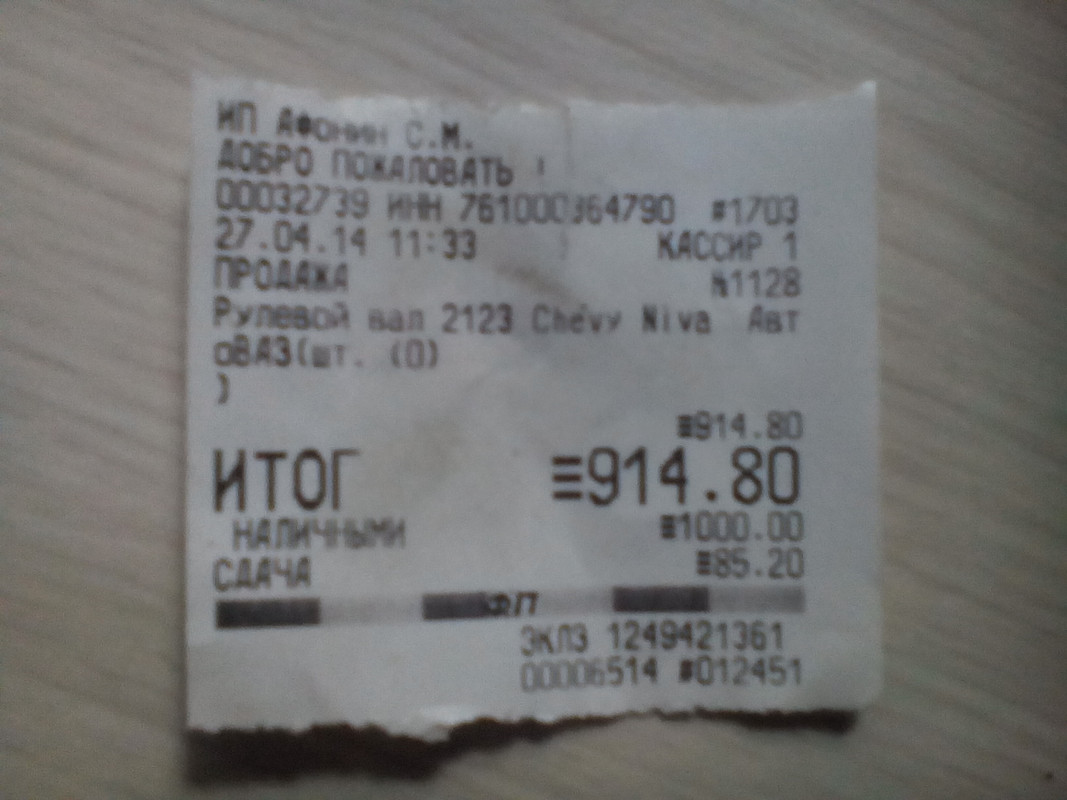 ИП Афонин С.М.
ДОБРО ПОЖАЛОВАТЬ !
00032739 ИНН 761000364790 #1703
27.04.14 11:33 КАССИР 1
ПРОДАЖА №1128
Рулевой вал 2123 Chevy Niva Авт
оВАЗ(шт. (0)
)
≡914.80
ИТОГ ≡914.80
НАЛИЧНЫМИ ≡1000.00
СДАЧА ≡85.20
ФП
ЭКЛЗ 1249421361
00006514 #012451